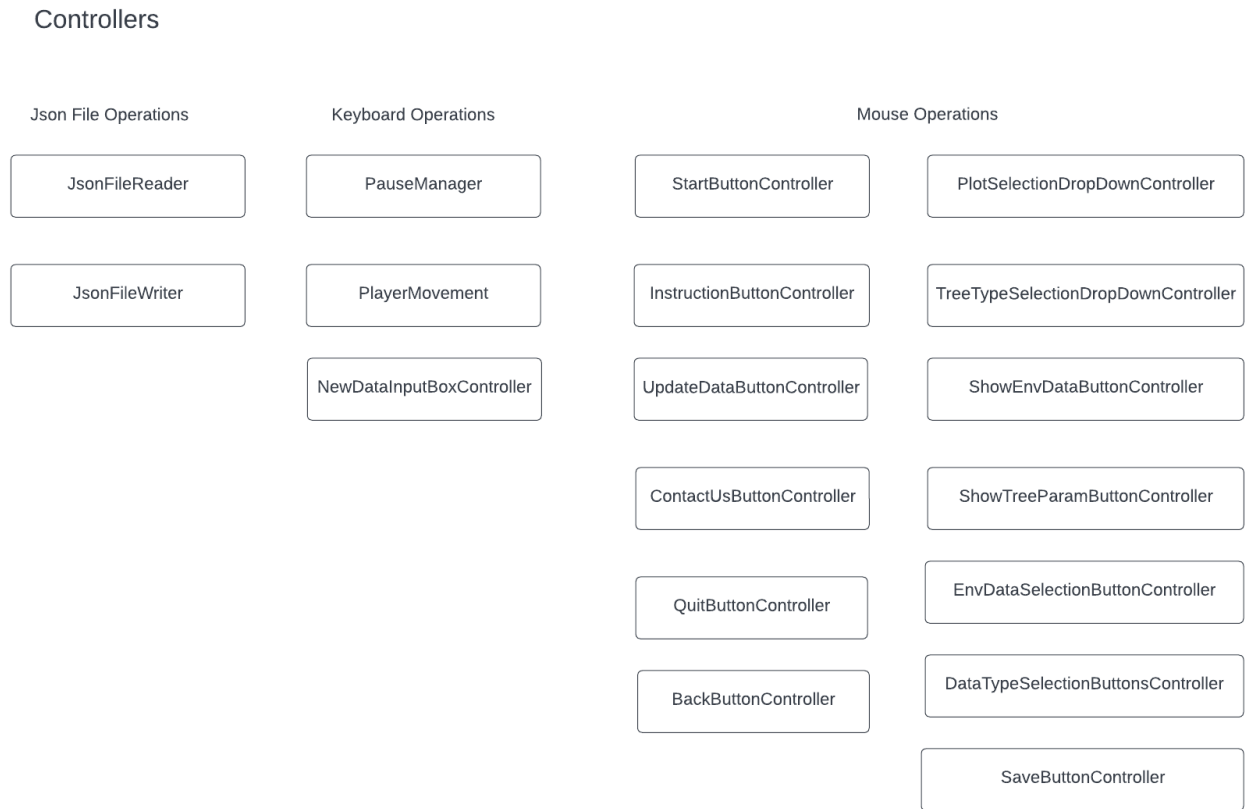 Controllers
Json File Operations
Keyboard Operations
Mouse Operations
JsonFileReader
PauseManager
StartButtonController
PlotSelectionDropDownController
JsonFileWriter
PlayerMovement
InstructionButtonController
TreeTypeSelectionDropDownController
NewDataInputBoxController
UpdateDataButtonController
ShowEnvDataButtonController
ContactUsButtonController
ShowTreeParamButtonController
QuitButtonController
EnvDataSelectionButtonController
BackButtonController
DataTypeSelectionButtonsController
SaveButtonController